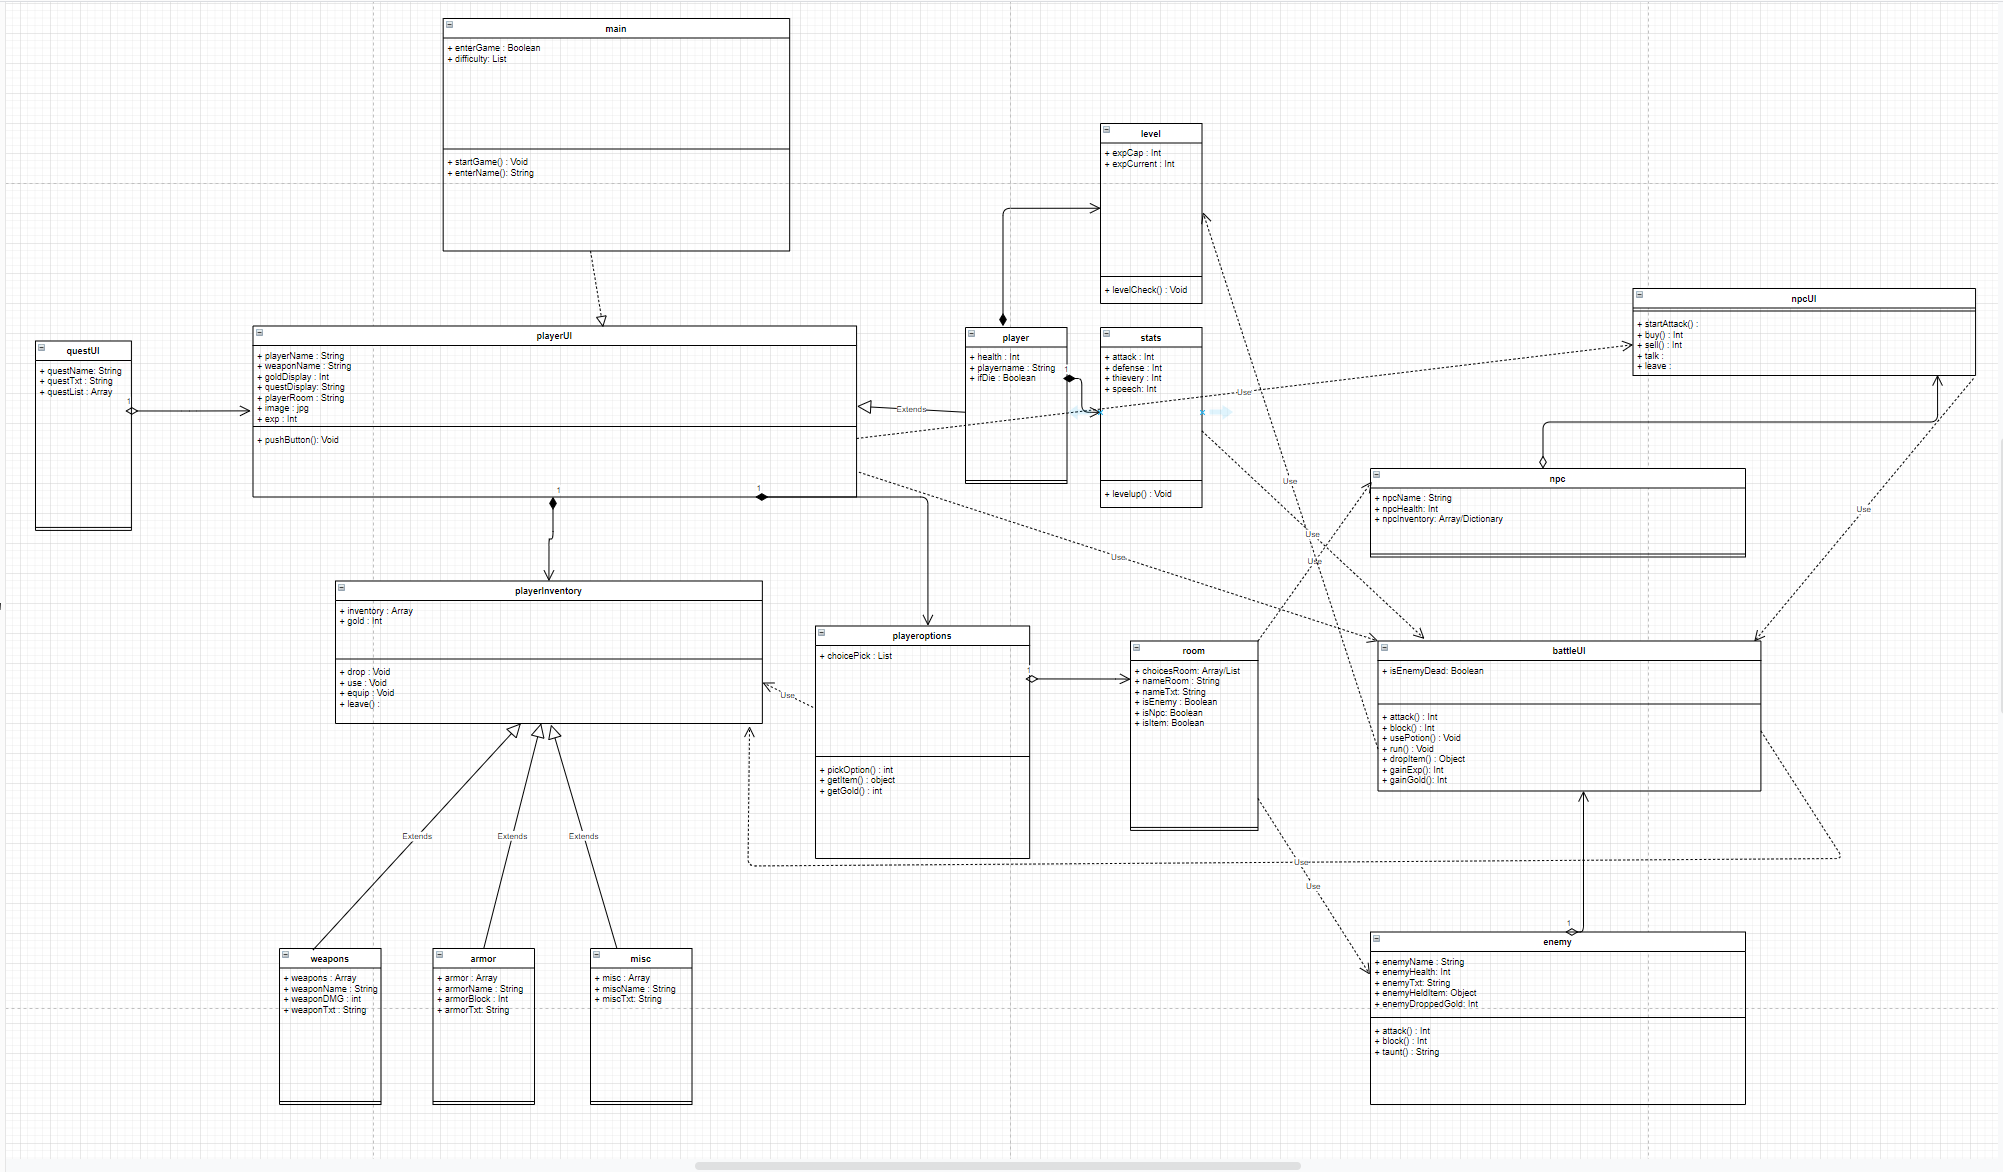 main
+ enterGame : Boolean
+ difficulty: List
+ startGame() : Void
+ enterName(): String
level
+ expCap : Int
+ expCurrent : Int
+ levelCheck() : Void
npcUI
+ startAttack() :
+ buy() : Int
+ sell() : Int
+ talk :
+ leave :
questUI
+ questName: String
+ questTxt : String
+ questList : Array
1
playerUI
+ playerName : String
+ weaponName : String
+ goldDisplay : Int
+ questDisplay: String
+ playerRoom : String
+ image : jpg
+ exp : Int
+ pushButton(): Void
1
1
Extends
player
+ health : Int
+ playername : String
+ ifDie : Boolean
1
stats
+ attack : Int
+ defense : Int
+ thievery : Int
+ speech: Int
+ levelup() : Void
Use
Use
Use
Use
Use
Use
npc
+ npcName : String
+ npcHealth: Int
+ npcInventory: Array/Dictionary
playerInventory
+ inventory : Array
+ gold : Int
+ drop : Void
+ use : Void
+ equip : Void
+ leave() :
Use
playeroptions
+ choicePick : List
+ pickOption() : int
+ getItem() : object
+ getGold() : int
1
room
+ choicesRoom: Array/List
+ nameRoom : String
+ nameTxt: String
+ isEnemy : Boolean
+ isNpc: Boolean
+ isItem: Boolean
battleUI
+ isEnemyDead: Boolean
+ attack() : Int
+ block() : Int
+ usePotion() : Void
+ run() : Void
+ dropItem() : Object
+ gainExp(): Int
+ gainGold(): Int
Extends
Extends
Extends
Use
Use
weapons
+ weapons : Array
+ weaponName : String
+ weaponDMG : int
+ weaponTxt : String
armor
+ armor : Array
+ armorName : String
+ armorBlock : Int
+ armorTxt: String
misc
+ misc : Array
+ miscName : String
+ miscTxt: String
1
enemy
+ enemyName : String
+ enemyHealth: Int
+ enemyTxt: String
+ enemyHeldItem: Object
+ enemyDroppedGold: Int
+ attack() : Int
+ block() : Int
+ taunt() : String